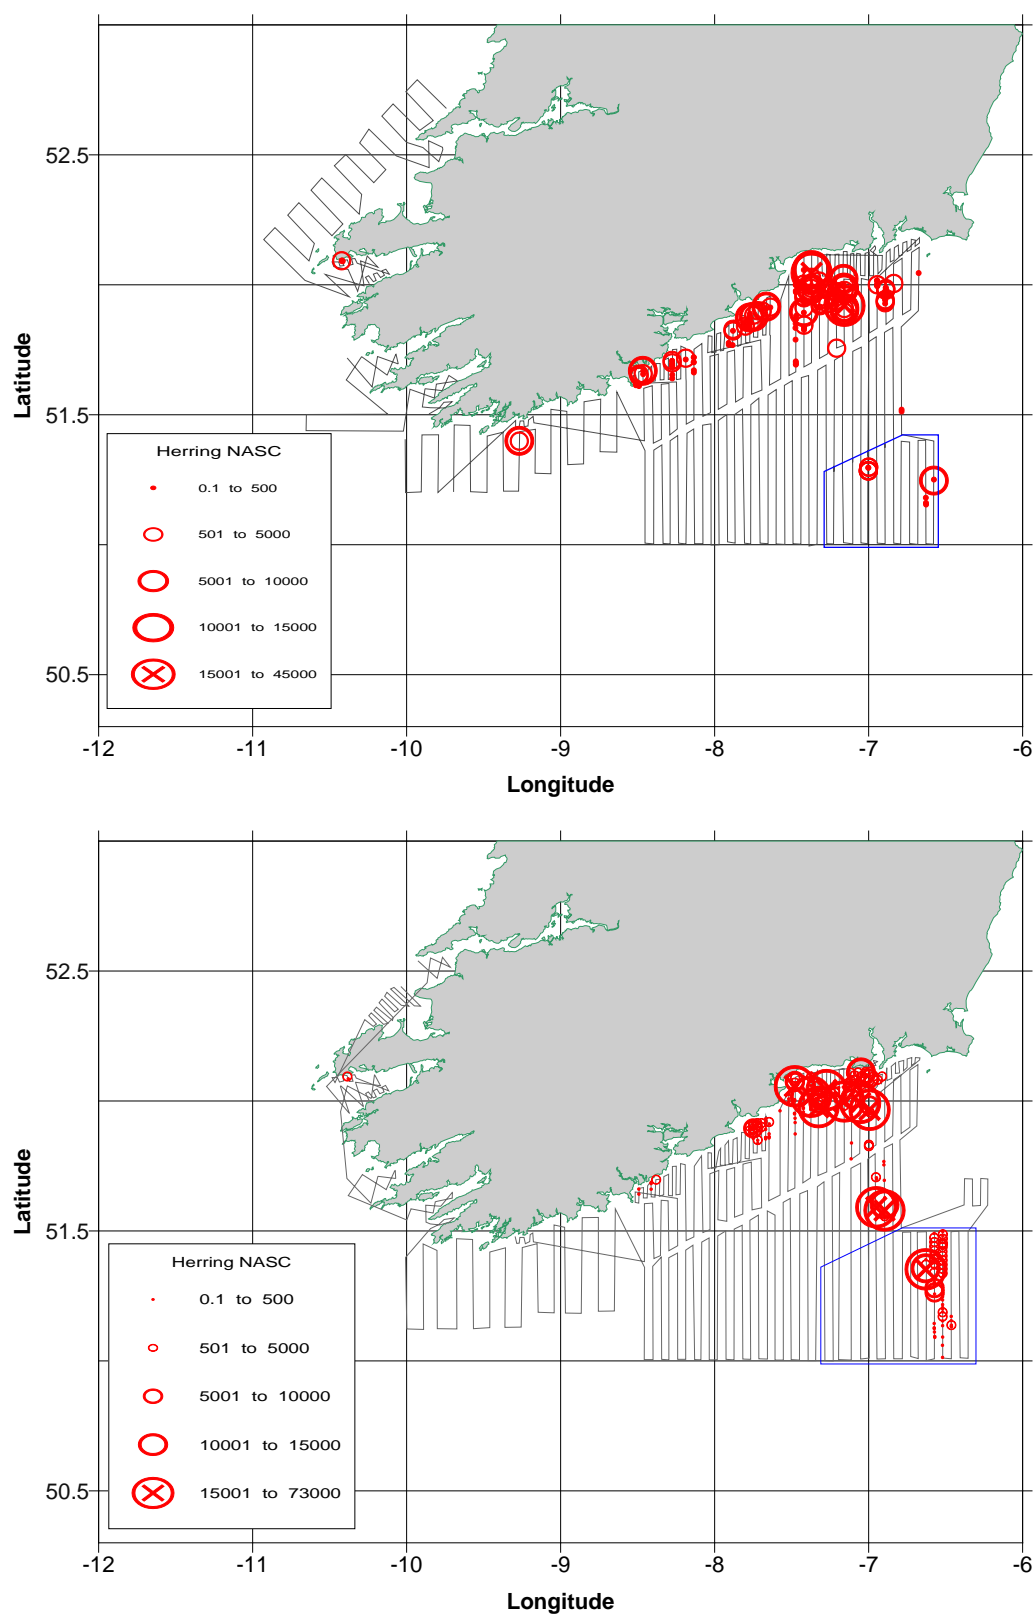 52.5
51.5
50.5
Latitude
Herring NASC
0.1 to 500
501 to 5000
5001 to 10000
10001 to 15000
15001 to 45000
-12 -11 -10 -9 -8 -7 -6
Longitude
52.5
51.5
50.5
Latitude
Herring NASC
0.1 to 500
501 to 5000
5001 to 10000
10001 to 15000
15001 to 73000
-12 -11 -10 -9 -8 -7 -6
Longitude